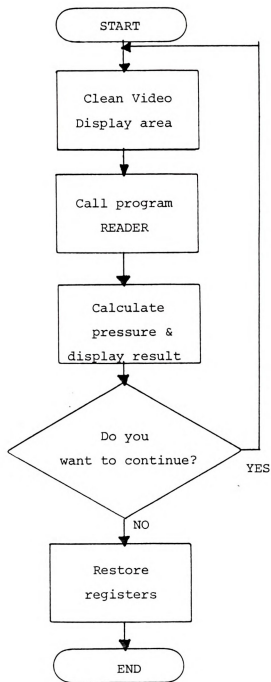 START
Clean Video
Display area
Call program
READER
Calculate
pressure &
display result
Do you
want to continue?
YES
NO
Restore
registers
END